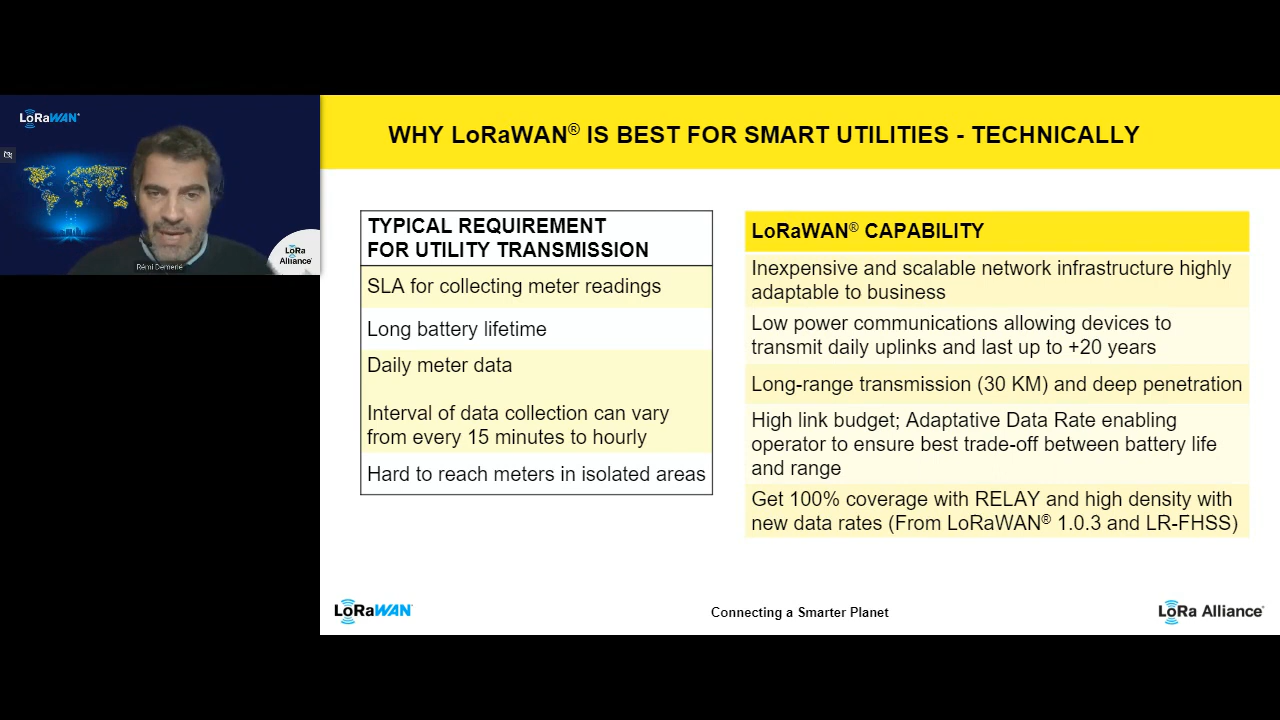 LoRaWAN®
LoRa
Alliance®
Rémi Demerlé
WHY LoRaWAN® IS BEST FOR SMART UTILITIES - TECHNICALLY
TYPICAL REQUIREMENT
FOR UTILITY TRANSMISSION
SLA for collecting meter readings
Long battery lifetime
Daily meter data
Interval of data collection can vary
from every 15 minutes to hourly
Hard to reach meters in isolated areas
LoRaWAN® CAPABILITY
Inexpensive and scalable network infrastructure highly
adaptable to business
Low power communications allowing devices to
transmit daily uplinks and last up to +20 years
Long-range transmission (30 KM) and deep penetration
High link budget; Adaptative Data Rate enabling
operator to ensure best trade-off between battery life
and range
Get 100% coverage with RELAY and high density with
new data rates (From LoRaWAN® 1.0.3 and LR-FHSS)
LoRaWAN®
Connecting a Smarter Planet
LoRa Alliance®